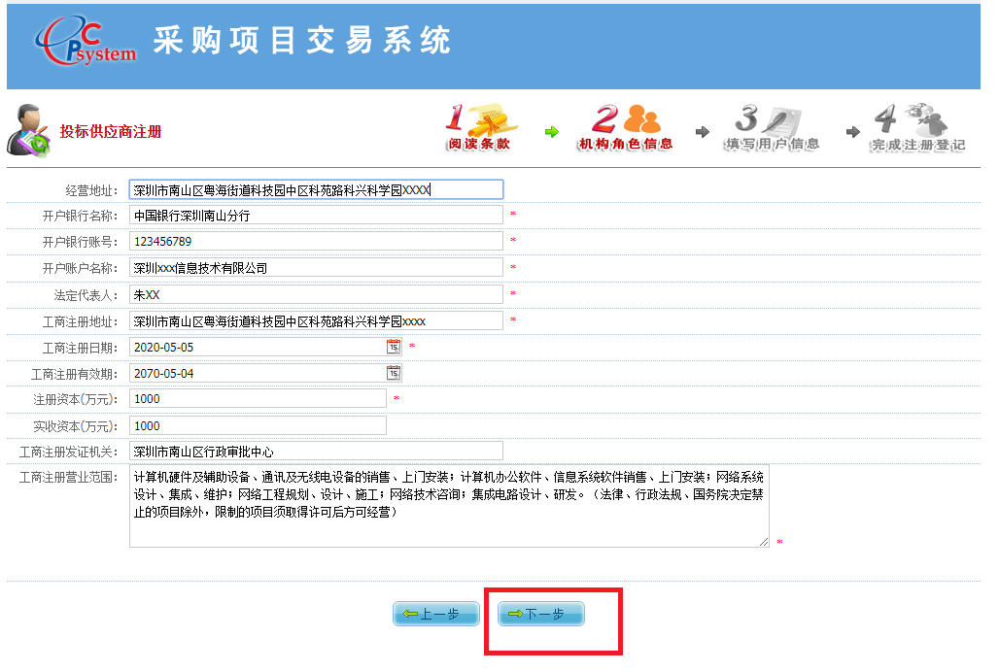 CPsystem 采购项目交易系统
投标供应商注册
1 阅读条款
2 机构角色信息
3 填写用户信息
4 完成注册登记
经营地址： 深圳市南山区粤海街道科技园中区科苑路科兴科学园XXXX
开户银行名称： 中国银行深圳南山分行 *
开户银行账号： 123456789 *
开户账户名称： 深圳xxx信息技术有限公司 *
法定代表人： 朱XX *
工商注册地址： 深圳市南山区粤海街道科技园中区科苑路科兴科学园xxxx *
工商注册日期： 2020-05-05 15 *
工商注册有效期： 2070-05-04 15
注册资本(万元)： 1000 *
实收资本(万元)： 1000
工商注册发证机关： 深圳市南山区行政审批中心
工商注册营业范围： 计算机硬件及辅助设备、通讯及无线电设备的销售、上门安装；计算机办公软件、信息系统软件销售、上门安装；网络系统
设计、集成、维护；网络工程规划、设计、施工；网络技术咨询；集成电路设计、研发。（法律、行政法规、国务院决定禁
止的项目除外，限制的项目须取得许可后方可经营） *
上一步 下一步